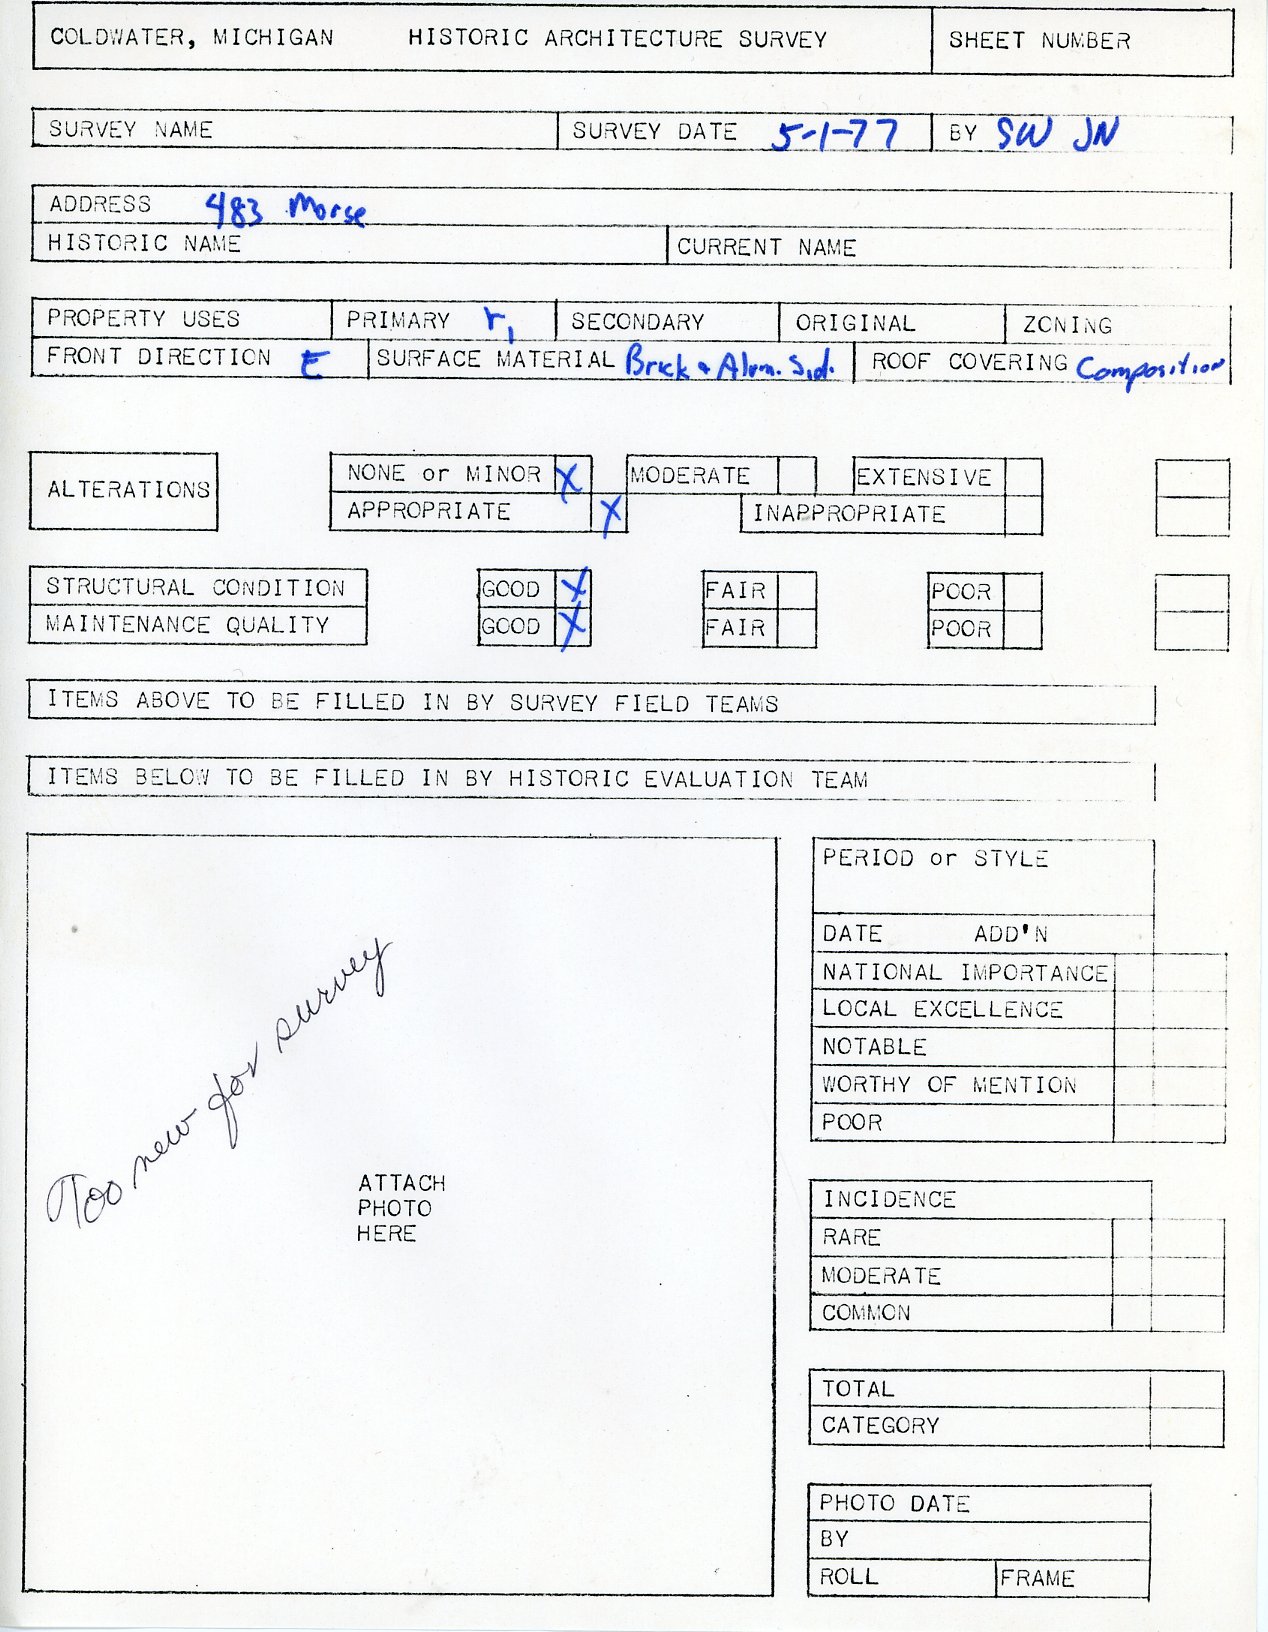 COLDWATER, MICHIGAN HISTORIC ARCHITECTURE SURVEY SHEET NUMBER
SURVEY NAME SURVEY DATE 5-1-77 BY SW JN
ADDRESS 483 Morse
HISTORIC NAME CURRENT NAME
PROPERTY USES PRIMARY r1 SECONDARY ORIGINAL ZONING
FRONT DIRECTION E SURFACE MATERIAL Brick + Alum. Sid. ROOF COVERING Composition
ALTERATIONS NONE or MINOR X MODERATE EXTENSIVE
APPROPRIATE X INAPPROPRIATE
STRUCTURAL CONDITION GOOD X FAIR POOR
MAINTENANCE QUALITY GOOD X FAIR POOR
ITEMS ABOVE TO BE FILLED IN BY SURVEY FIELD TEAMS
ITEMS BELOW TO BE FILLED IN BY HISTORIC EVALUATION TEAM
Too new for survey
ATTACH
PHOTO
HERE
PERIOD or STYLE
DATE ADD'N
NATIONAL IMPORTANCE
LOCAL EXCELLENCE
NOTABLE
WORTHY OF MENTION
POOR
INCIDENCE
RARE
MODERATE
COMMON
TOTAL
CATEGORY
PHOTO DATE
BY
ROLL FRAME